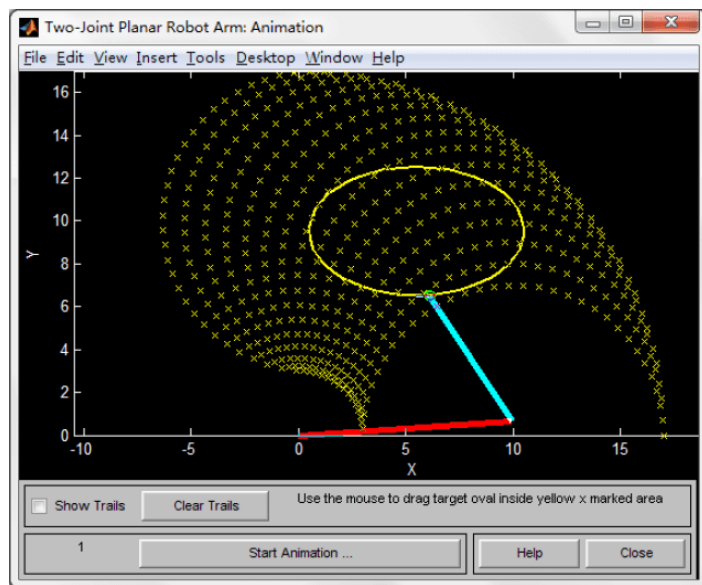 Two-Joint Planar Robot Arm: Animation
File Edit View Insert Tools Desktop Window Help
16
14
12
10
8
6
4
2
0
Y
-10 -5 0 5 10 15
X
Show Trails Clear Trails Use the mouse to drag target oval inside yellow x marked area
1 Start Animation ... Help Close